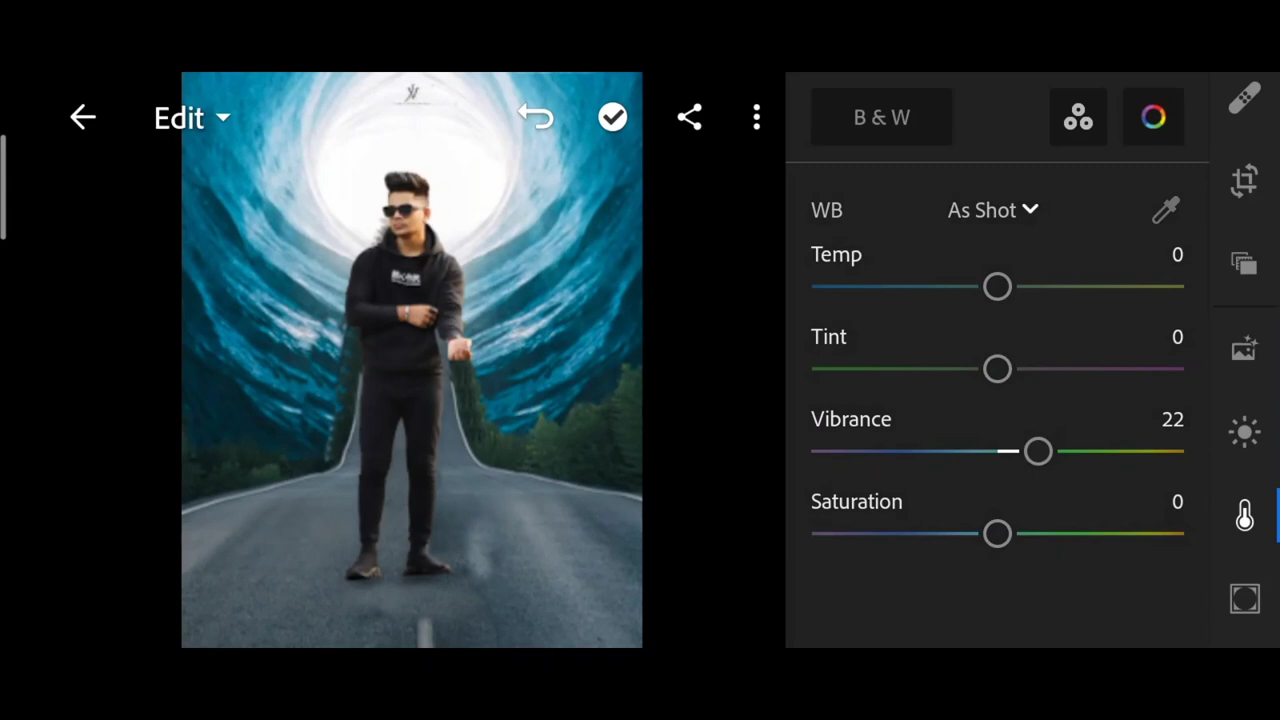 Edit
B & W
WB
As Shot
Temp
0
Tint
0
Vibrance
22
Saturation
0